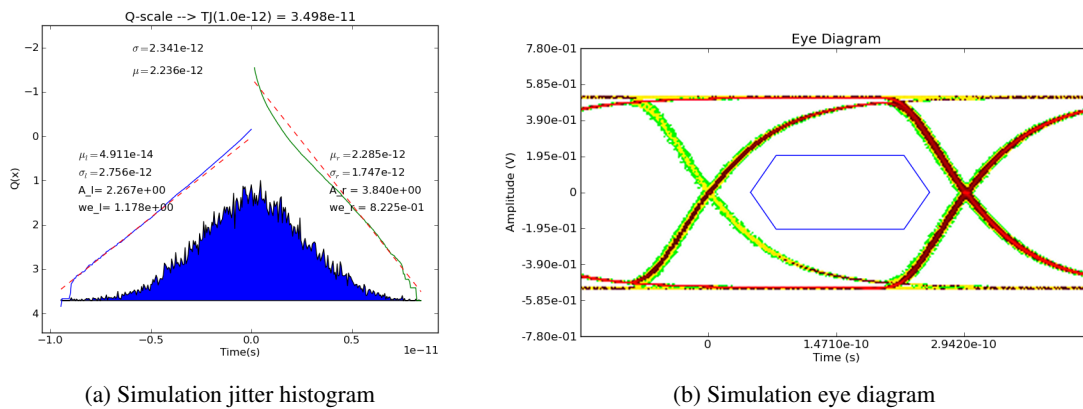 Q-scale --> TJ(1.0e-12) = 3.498e-11
σ = 2.341e-12
μ = 2.236e-12
μ_l = 4.911e-14
σ_l = 2.756e-12
A_l= 2.267e+00
we_l= 1.178e+00
μ_r = 2.285e-12
σ_r = 1.747e-12
A_r = 3.840e+00
we_r = 8.225e-01
Q(x)
−2
−1
0
1
2
3
4
−1.0
−0.5
0.0
0.5
1e−11
Time(s)
(a) Simulation jitter histogram
Eye Diagram
Amplitude (V)
7.80e-01
5.85e-01
3.90e-01
1.95e-01
0
-1.95e-01
-3.90e-01
-5.85e-01
-7.80e-01
0
1.4710e-10
2.9420e-10
Time (s)
(b) Simulation eye diagram